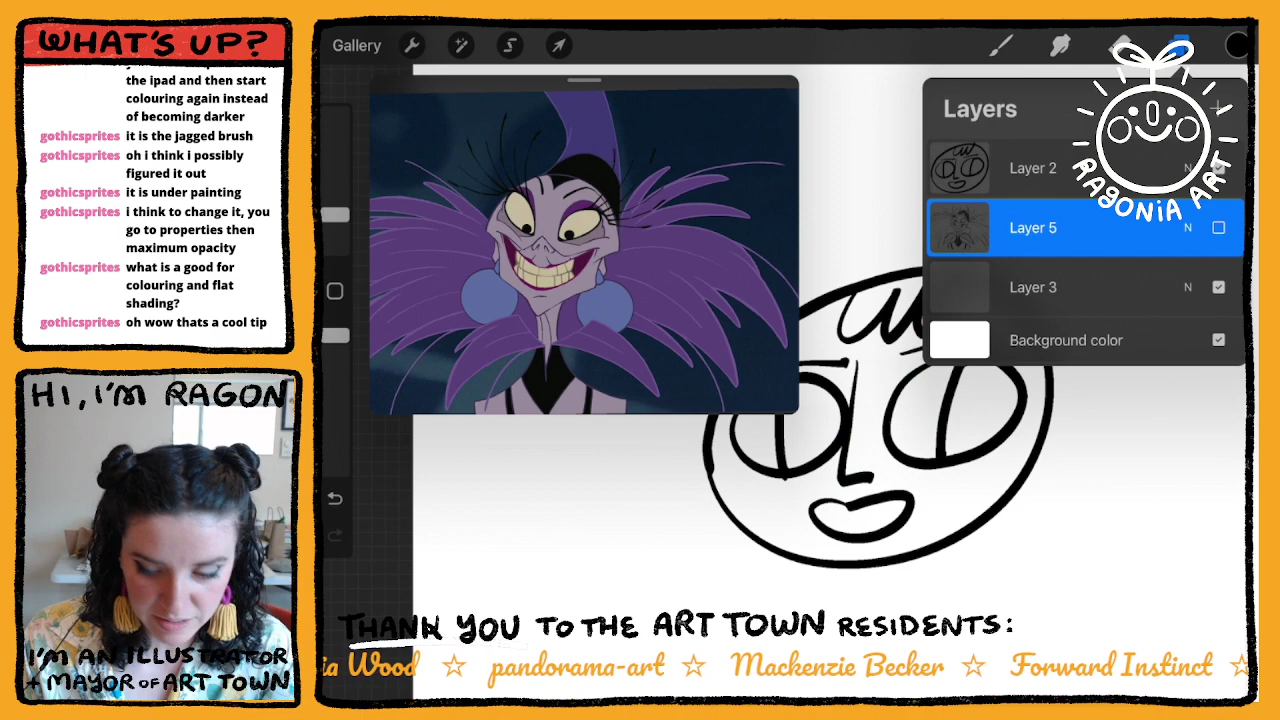 WHAT'S UP?
the ipad and then start
colouring again instead
of becoming darker
gothicsprites it is the jagged brush
gothicsprites oh i think i possibly
figured it out
gothicsprites it is under painting
gothicsprites i think to change it, you
go to properties then
maximum opacity
gothicsprites what is a good for
colouring and flat
shading?
gothicsprites oh wow thats a cool tip
HI, I'M RAGON
I'M AN ILLUSTRATOR
+ MAYOR OF ART TOWN
Gallery
Layers
Layer 2 N
Layer 5 N
Layer 3 N
Background color
RAGONIA ART
THANK YOU TO THE ART TOWN RESIDENTS:
Wood ☆ pandorama-art ☆ Mackenzie Becker ☆ Forward Instinct ☆